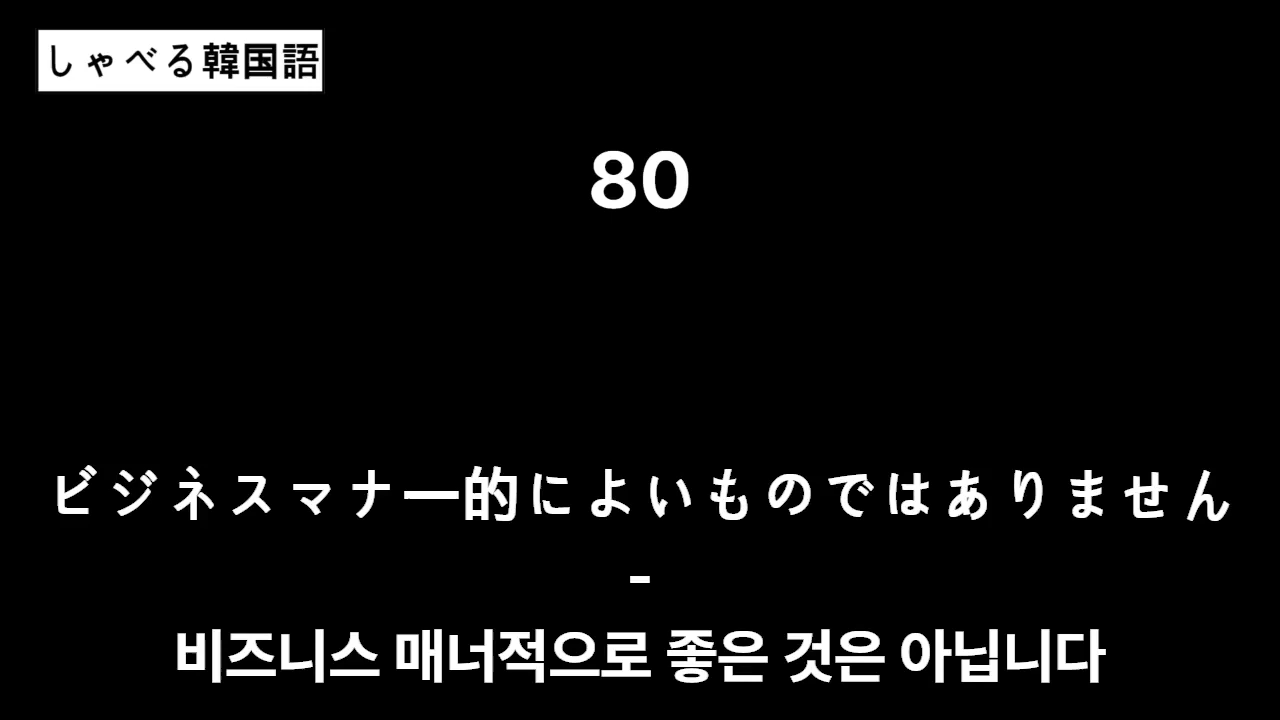 しゃべる韓国語
80
ビジネスマナー的によいものではありません
-
비즈니스 매너적으로 좋은 것은 아닙니다